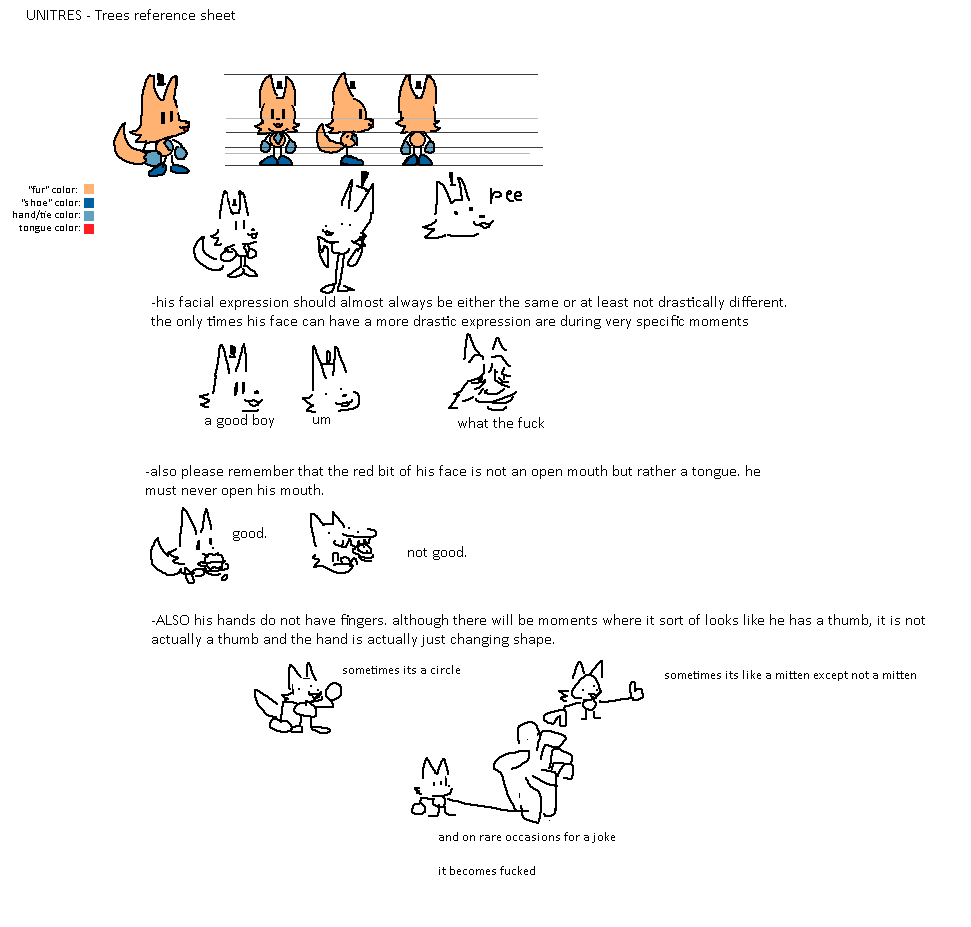 UNITRES - Trees reference sheet
"fur" color:
"shoe" color:
hand/tie color:
tongue color:
pee
-his facial expression should almost always be either the same or at least not drastically different.
the only times his face can have a more drastic expression are during very specific moments
a good boy
um
what the fuck
-also please remember that the red bit of his face is not an open mouth but rather a tongue. he
must never open his mouth.
good.
not good.
-ALSO his hands do not have fingers. although there will be moments where it sort of looks like he has a thumb, it is not
actually a thumb and the hand is actually just changing shape.
sometimes its a circle
sometimes its like a mitten except not a mitten
and on rare occasions for a joke
it becomes fucked